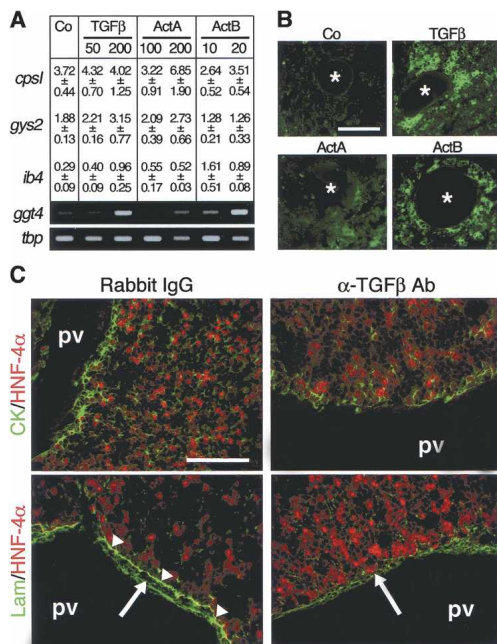 A
Co TGFβ ActA ActB
50 200 100 200 10 20
cpsI 3.72 4.32 4.02 3.22 6.85 2.64 3.51
± ± ± ± ± ± ±
0.44 0.70 1.25 0.91 1.90 0.52 0.54
gys2 1.88 2.21 3.15 2.09 2.73 1.28 1.26
± ± ± ± ± ± ±
0.13 0.16 0.77 0.39 0.66 0.21 0.33
ib4 0.29 0.40 0.96 0.55 0.52 1.61 0.89
± ± ± ± ± ± ±
0.09 0.09 0.25 0.17 0.03 0.51 0.08
ggt4
tbp
B
Co TGFβ
* *
ActA ActB
* *
C
Rabbit IgG α-TGFβ Ab
CK/HNF-4α
pv pv
Lam/HNF-4α
pv pv